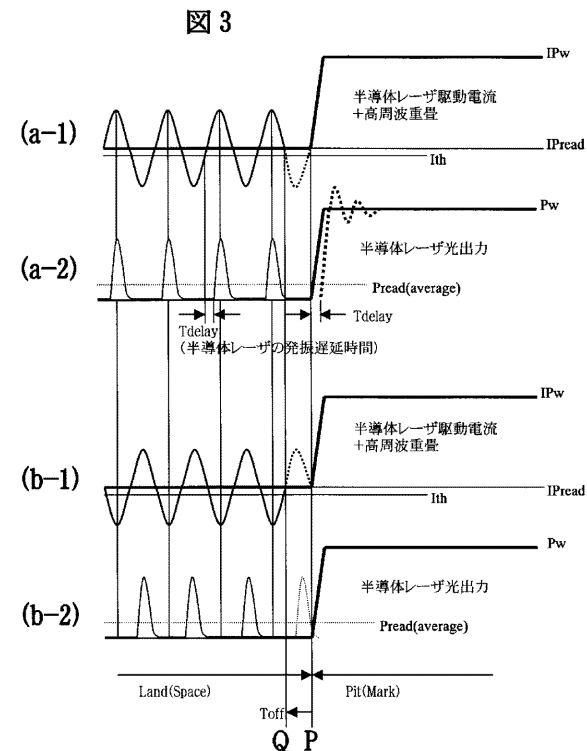 図3
(a-1)
IPw
半導体レーザ駆動電流
+高周波重畳
IPread
Ith
(a-2)
Pw
半導体レーザ光出力
Pread(average)
Tdelay
Tdelay
(半導体レーザの発振遅延時間)
(b-1)
IPw
半導体レーザ駆動電流
+高周波重畳
Ith
IPread
(b-2)
Pw
半導体レーザ光出力
Pread(average)
Land(Space)
Pit(Mark)
Toff
Q P